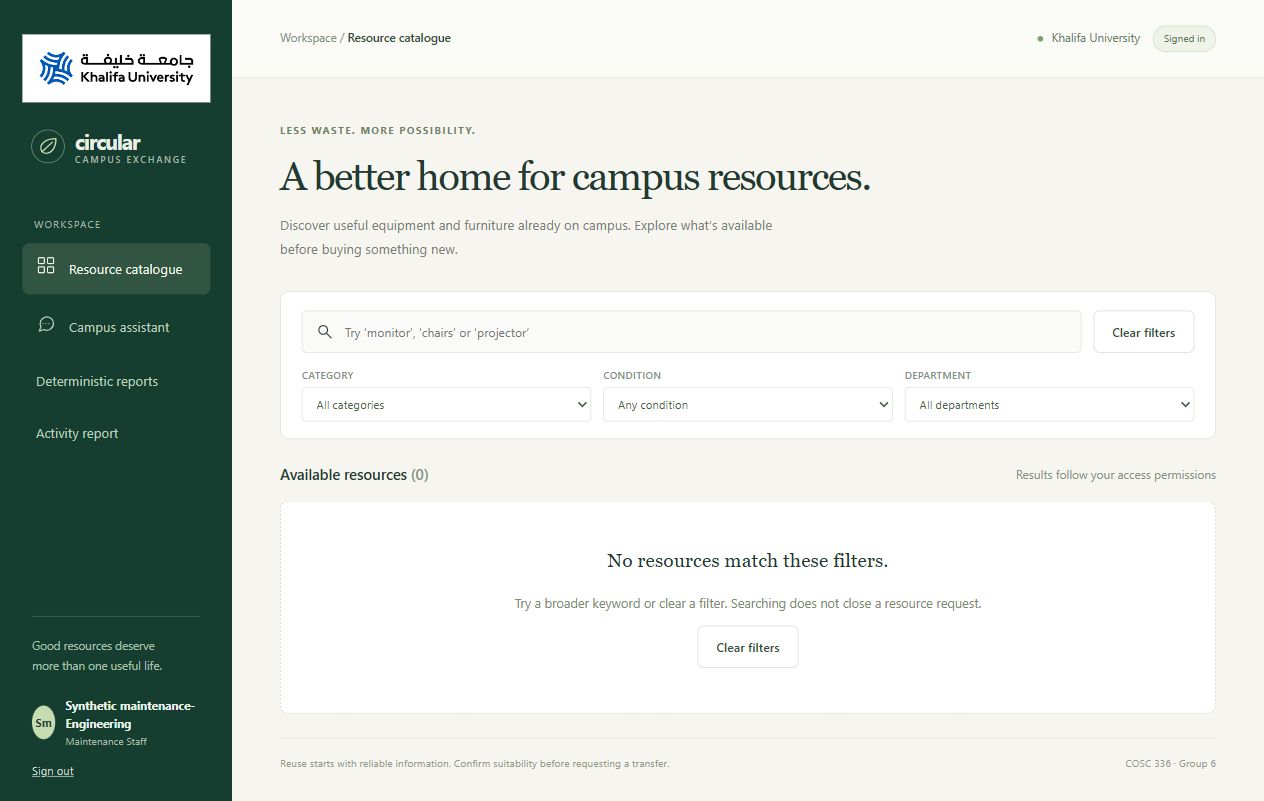 جامعـة خليفـة
Khalifa University
circular
CAMPUS EXCHANGE
WORKSPACE
Resource catalogue
Campus assistant
Deterministic reports
Activity report
Good resources deserve
more than one useful life.
Sm
Synthetic maintenance-
Engineering
Maintenance Staff
Sign out
Workspace / Resource catalogue
Khalifa University
Signed in
LESS WASTE. MORE POSSIBILITY.
A better home for campus resources.
Discover useful equipment and furniture already on campus. Explore what's available
before buying something new.
Try ‘monitor’, ‘chairs’ or ‘projector’
Clear filters
CATEGORY
CONDITION
DEPARTMENT
All categories
Any condition
All departments
Available resources (0)
Results follow your access permissions
No resources match these filters.
Try a broader keyword or clear a filter. Searching does not close a resource request.
Clear filters
Reuse starts with reliable information. Confirm suitability before requesting a transfer.
COSC 336 · Group 6